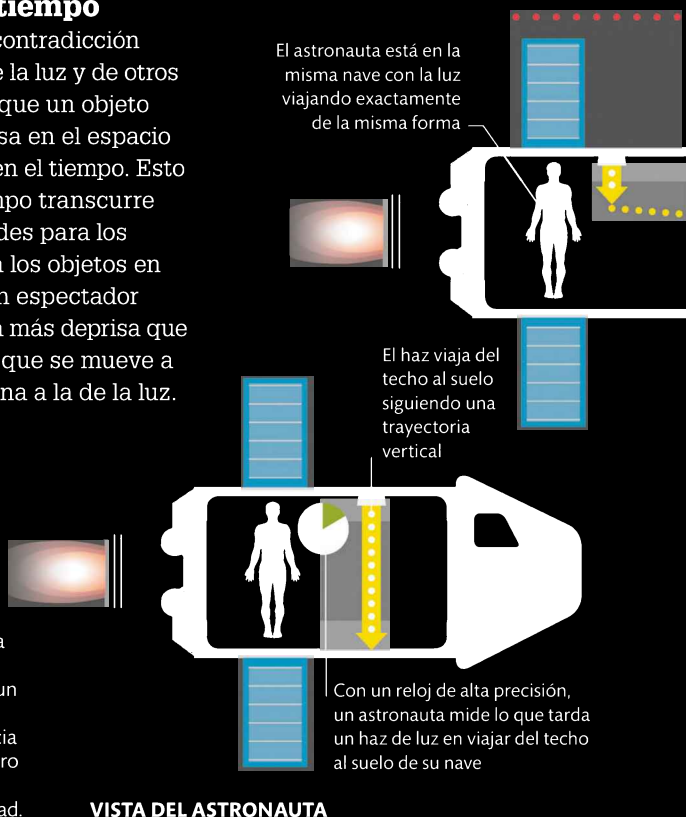 tiempo
contradicción
e la luz y de otros
que un objeto
sa en el espacio
en el tiempo. Esto
mpo transcurre
des para los
a los objetos en
n espectador
a más deprisa que
que se mueve a
na a la de la luz.
El astronauta está en la
misma nave con la luz
viajando exactamente
de la misma forma
El haz viaja del
techo al suelo
siguiendo una
trayectoria
vertical
a
un
cia
ro
ad.
Con un reloj de alta precisión,
un astronauta mide lo que tarda
un haz de luz en viajar del techo
al suelo de su nave
VISTA DEL ASTRONAUTA